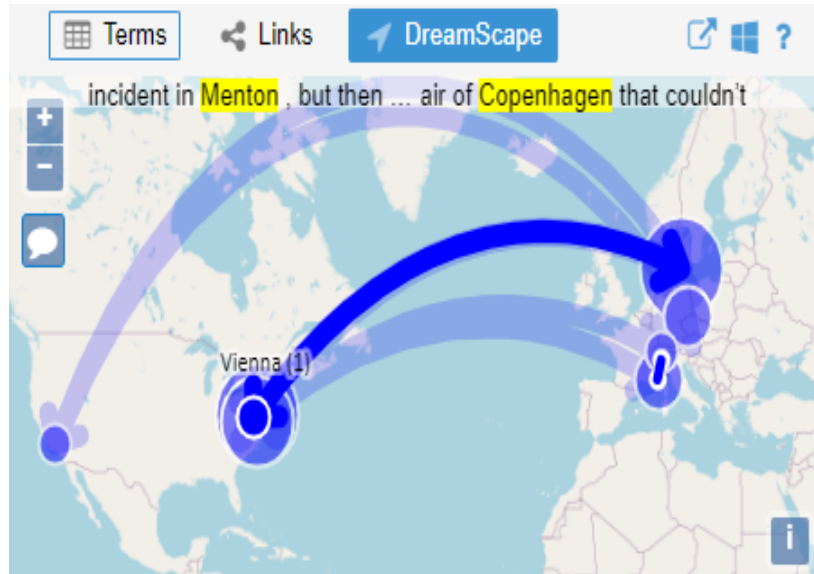 Terms Links DreamScape ?
incident in Menton , but then ... air of Copenhagen that couldn't
+
−
Vienna (1)
i